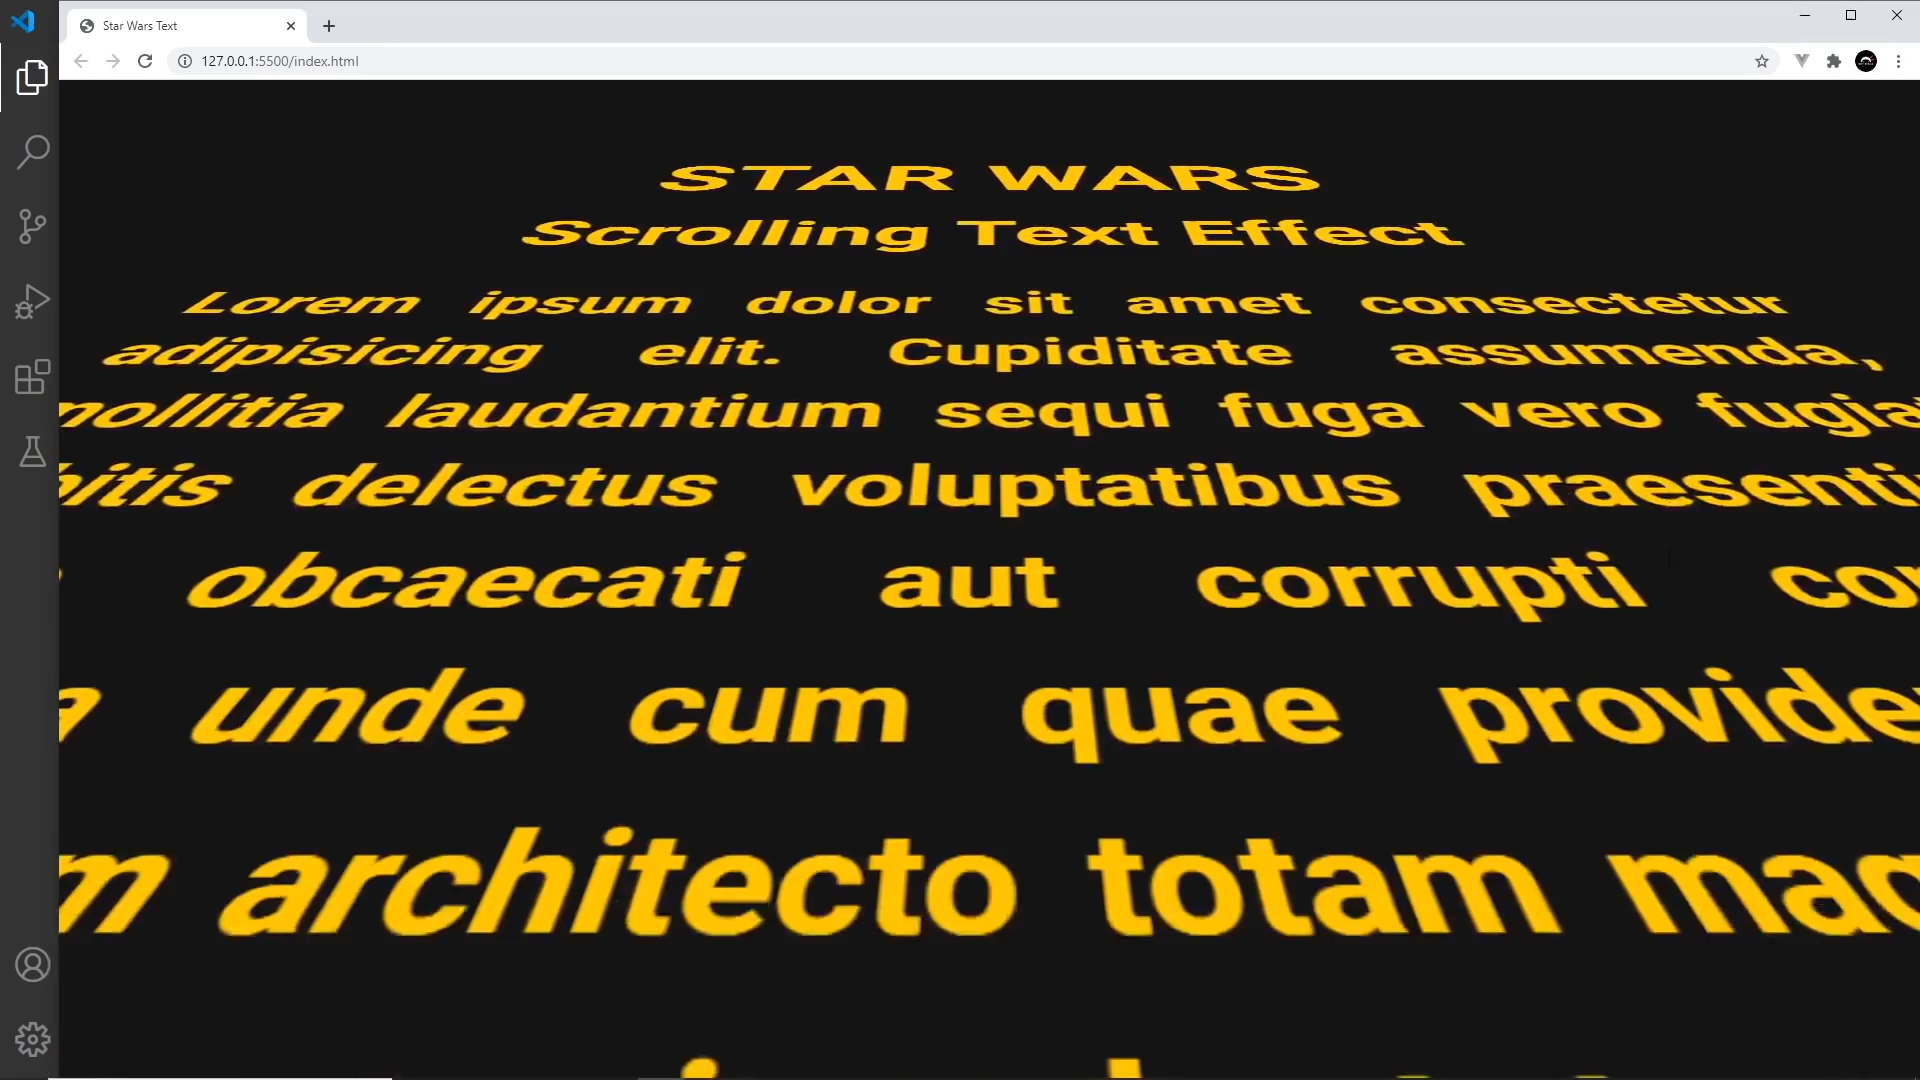 Star Wars Text
127.0.0.1:5500/index.html
STAR WARS
Scrolling Text Effect
Lorem ipsum dolor sit amet consectetur
adipisicing elit. Cupiditate assumenda,
laudantium sequi fuga vero
delectus voluptatibus
obcaecati aut corrupti
unde cum quae
architecto totam